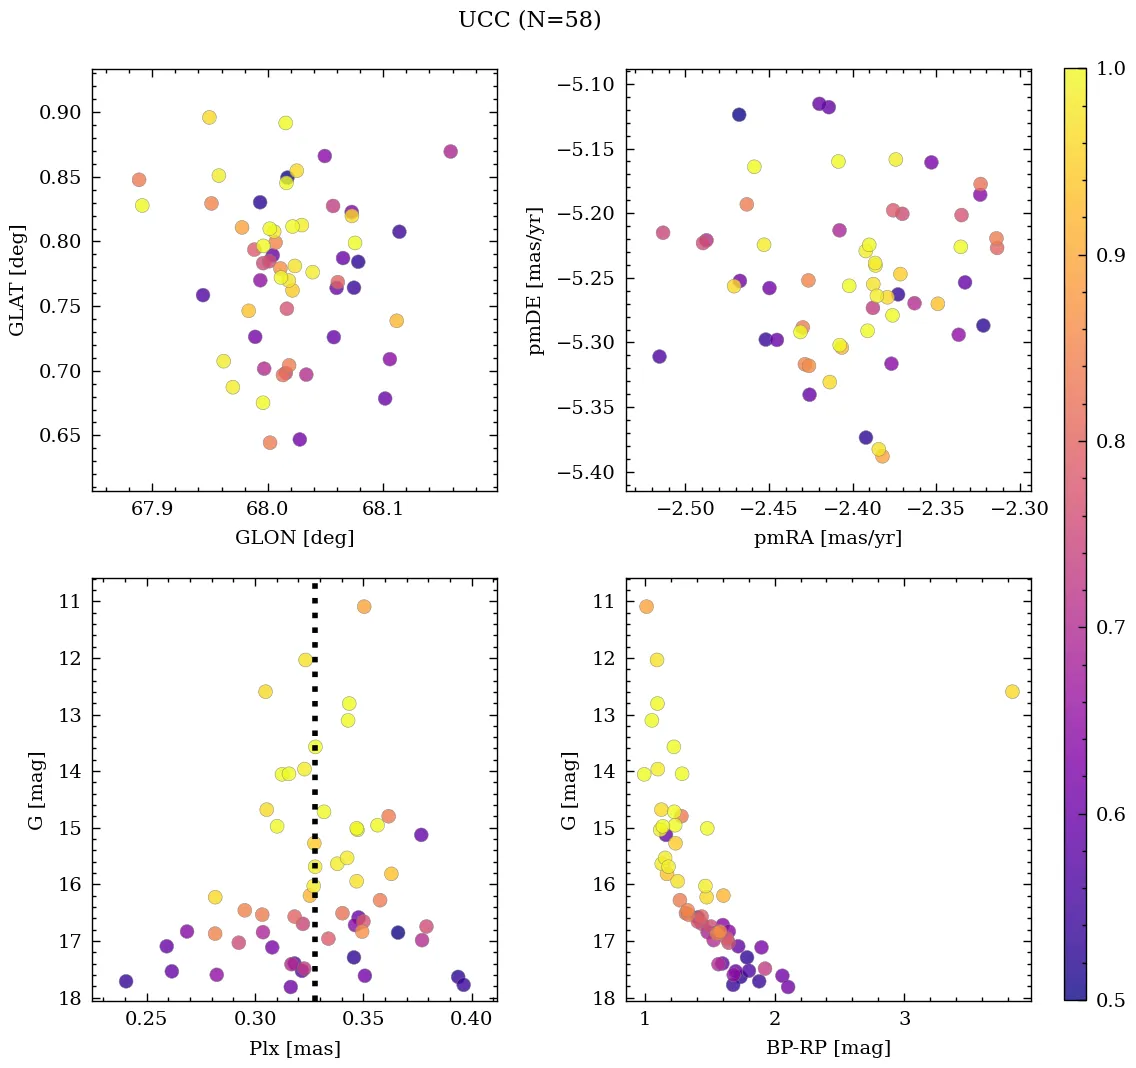 UCC (N=58)
0.90
0.85
0.80
0.75
0.70
0.65
GLAT [deg]
67.9 68.0 68.1
GLON [deg]
−5.10
−5.15
−5.20
−5.25
−5.30
−5.35
−5.40
pmDE [mas/yr]
−2.50 −2.45 −2.40 −2.35 −2.30
pmRA [mas/yr]
11
12
13
14
15
16
17
18
G [mag]
0.25 0.30 0.35 0.40
Plx [mas]
11
12
13
14
15
16
17
18
G [mag]
1 2 3
BP-RP [mag]
1.0
0.9
0.8
0.7
0.6
0.5